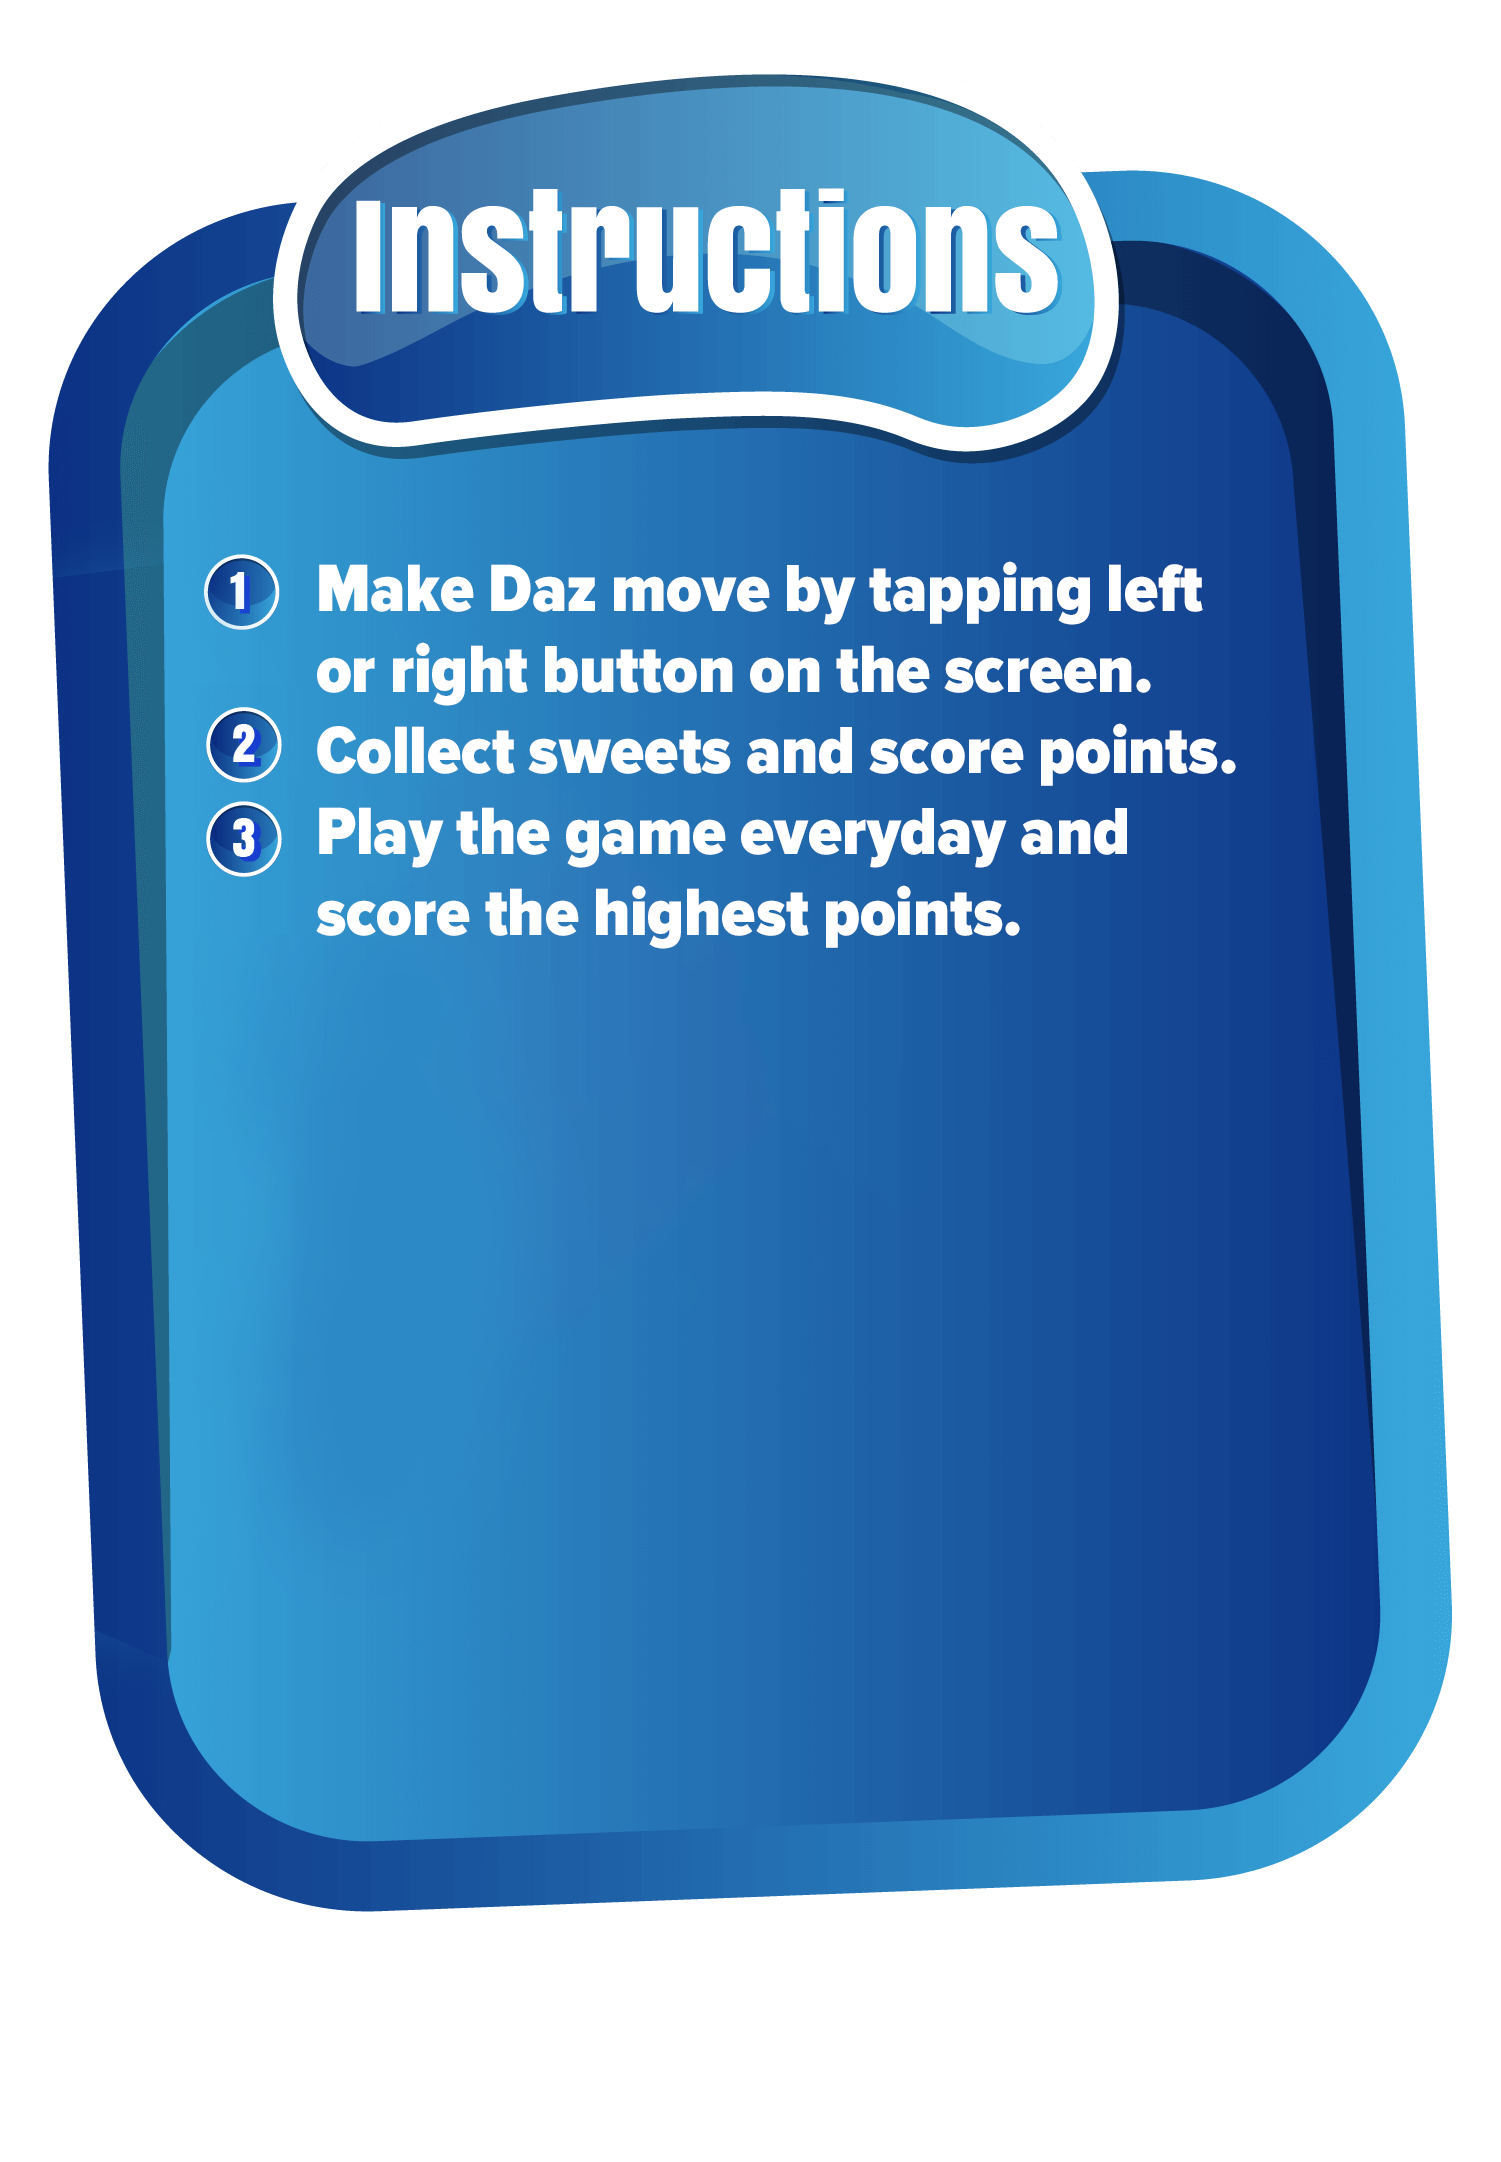 Instructions
1 Make Daz move by tapping left
or right button on the screen.
2 Collect sweets and score points.
3 Play the game everyday and
score the highest points.